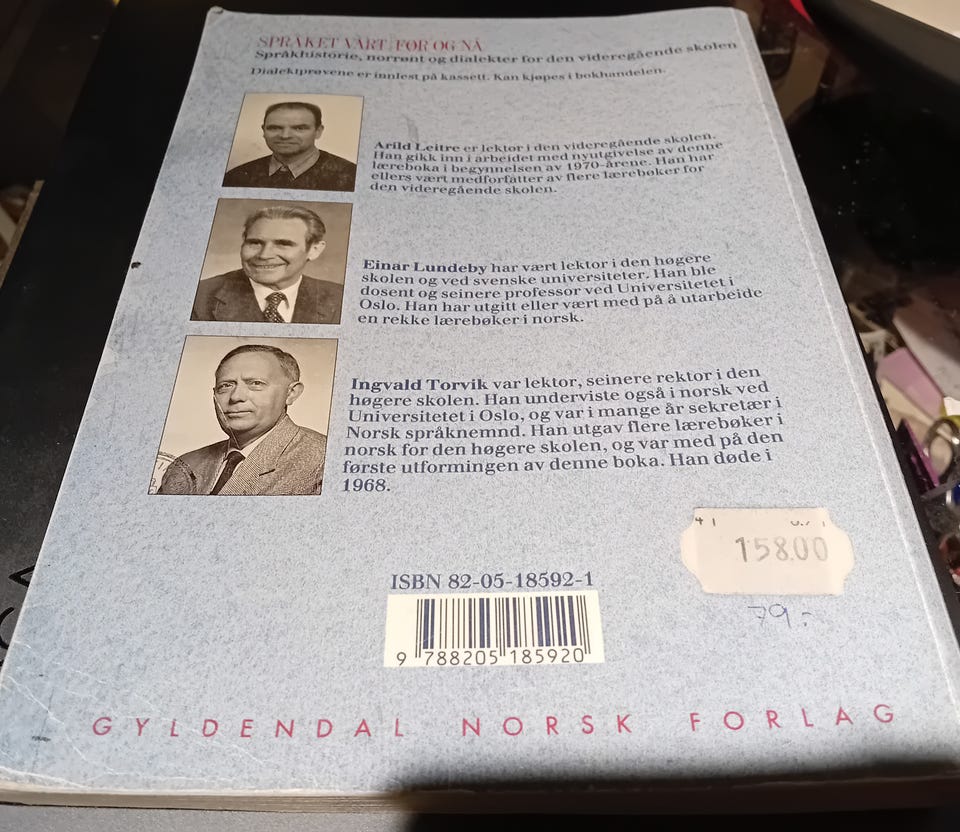 SPRÅKET VÅRT FØR OG NÅ
Språkhistorie, norrønt og dialekter for den videregående skolen
Dialektprøvene er innlest på kassett. Kan kjøpes i bokhandelen.
Arild Leitre er lektor i den videregående skolen.
Han gikk inn i arbeidet med nyutgivelse av denne
læreboka i begynnelsen av 1970-årene. Han har
ellers vært medforfatter av flere lærebøker for
den videregående skolen.
Einar Lundeby har vært lektor i den høgere
skolen og ved svenske universiteter. Han ble
dosent og seinere professor ved Universitetet i
Oslo. Han har utgitt eller vært med på å utarbeide
en rekke lærebøker i norsk.
Ingvald Torvik var lektor, seinere rektor i den
høgere skolen. Han underviste også i norsk ved
Universitetet i Oslo, og var i mange år sekretær i
Norsk språknemnd. Han utgav flere lærebøker i
norsk for den høgere skolen, og var med på den
første utformingen av denne boka. Han døde i
1968.
158.00
79.-
ISBN 82-05-18592-1
9 788205 185920
GYLDENDAL NORSK FORLAG